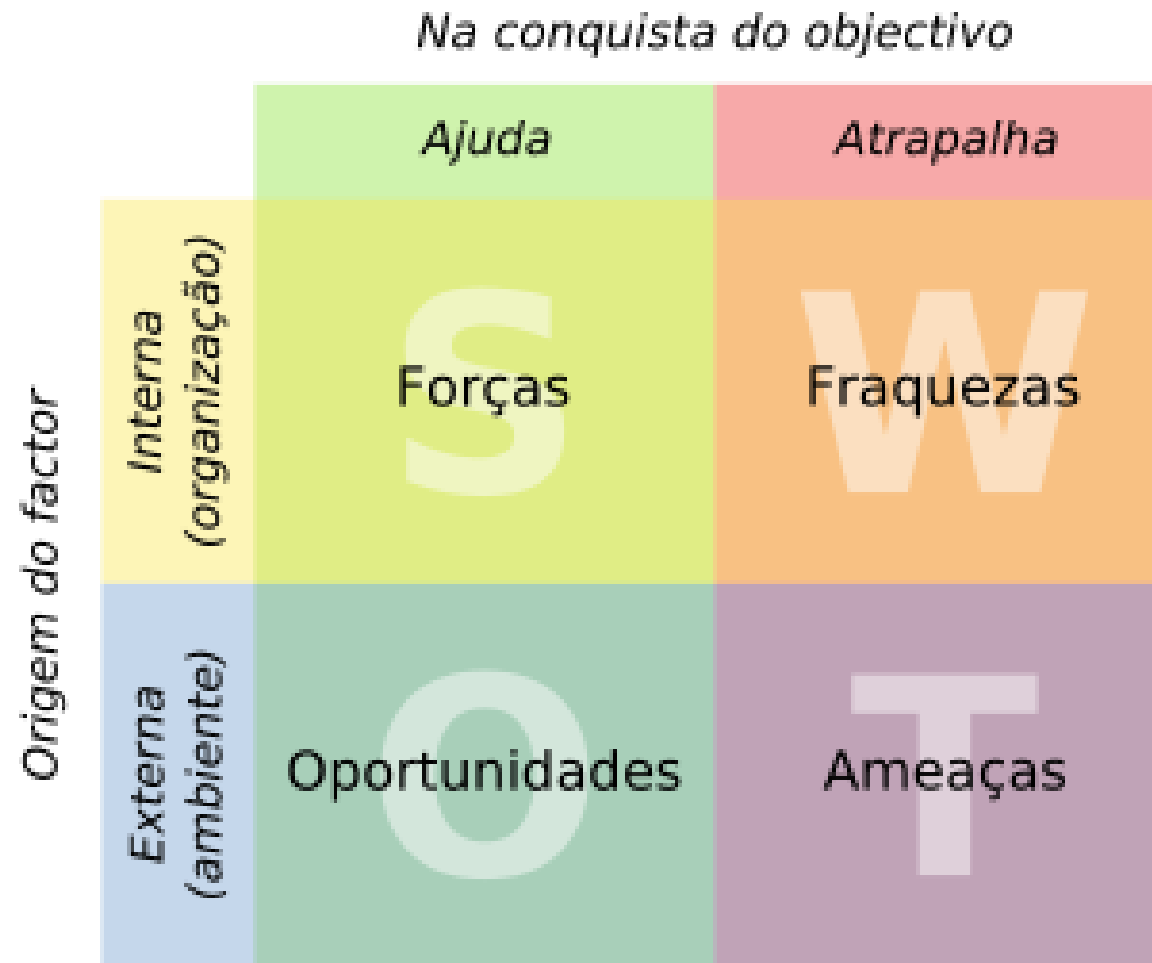 Na conquista do objectivo
Ajuda
Atrapalha
Origem do factor
Interna
(organização)
S
Forças
W
Fraquezas
Externa
(ambiente)
O
Oportunidades
T
Ameaças